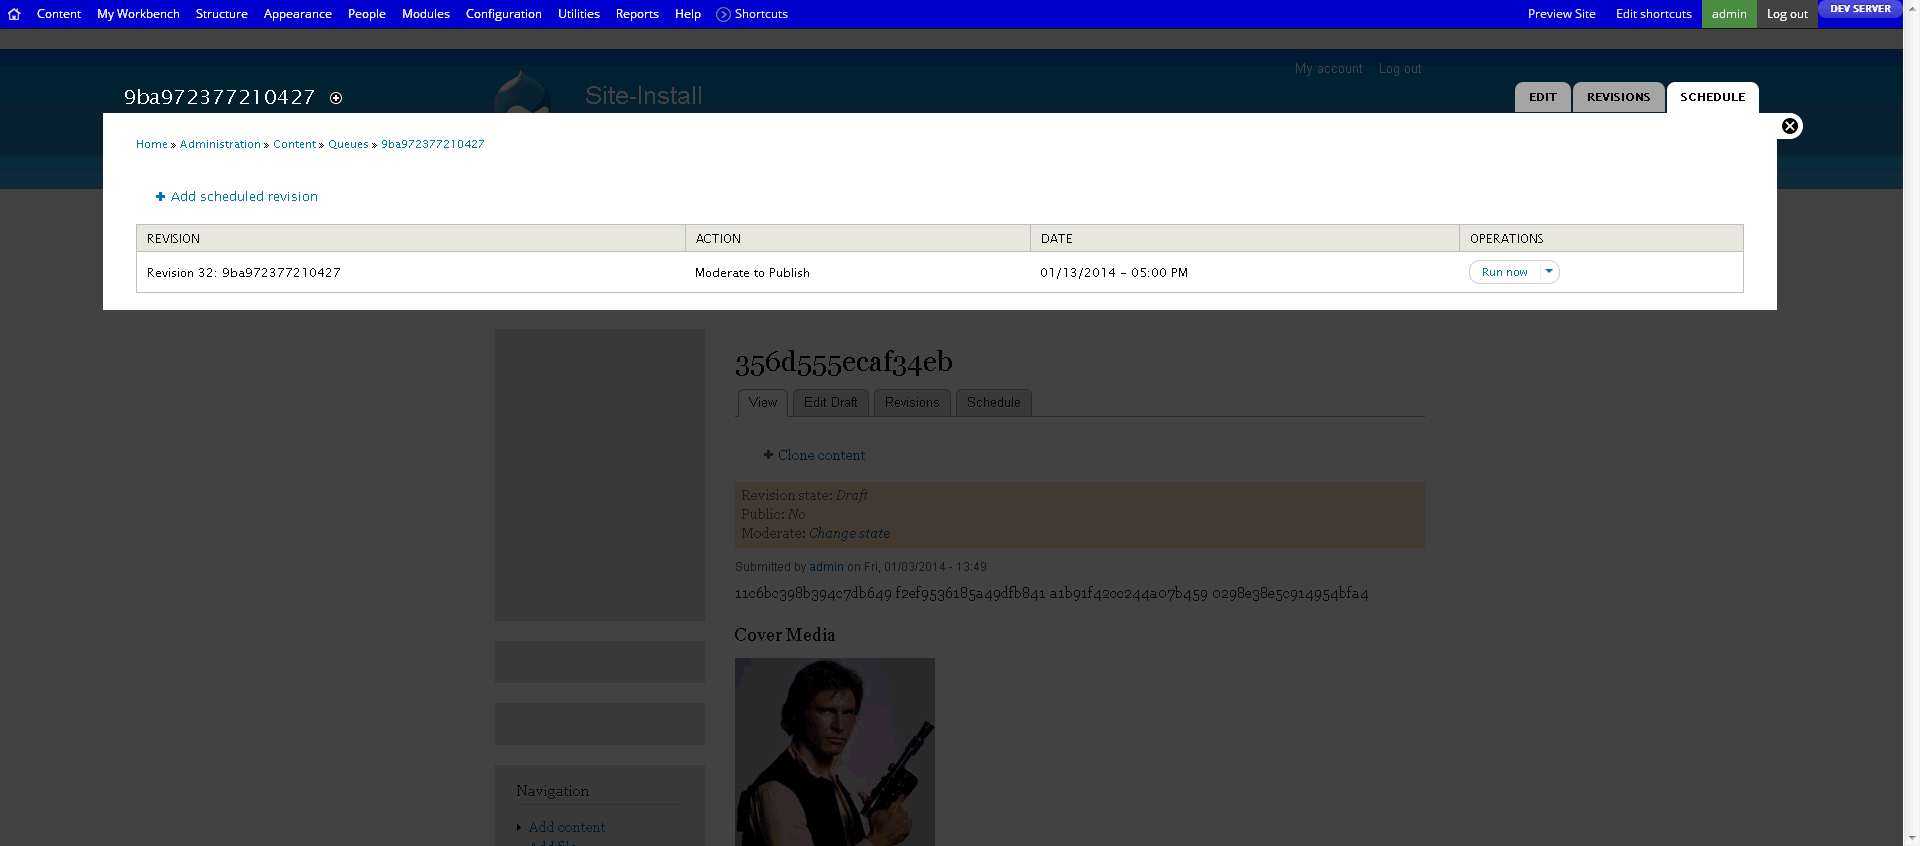 Content My Workbench Structure Appearance People Modules Configuration Utilities Reports Help Shortcuts Preview Site Edit shortcuts admin Log out DEV SERVER
My account Log out
9ba972377210427 Site-Install EDIT REVISIONS SCHEDULE
Home » Administration » Content » Queues » 9ba972377210427
Add scheduled revision
REVISION ACTION DATE OPERATIONS
Revision 32: 9ba972377210427 Moderate to Publish 01/13/2014 - 05:00 PM Run now
356d555ecaf34eb
View Edit Draft Revisions Schedule
Clone content
Revision state: Draft
Public: No
Moderate: Change state
Submitted by admin on Fri, 01/03/2014 - 13:49
11c6bc398b394c7db649 f2ef9536185a49dfb841 a1b91f42cc244a07b459 0298e38e5c914954bfa4
Cover Media
Navigation
Add content